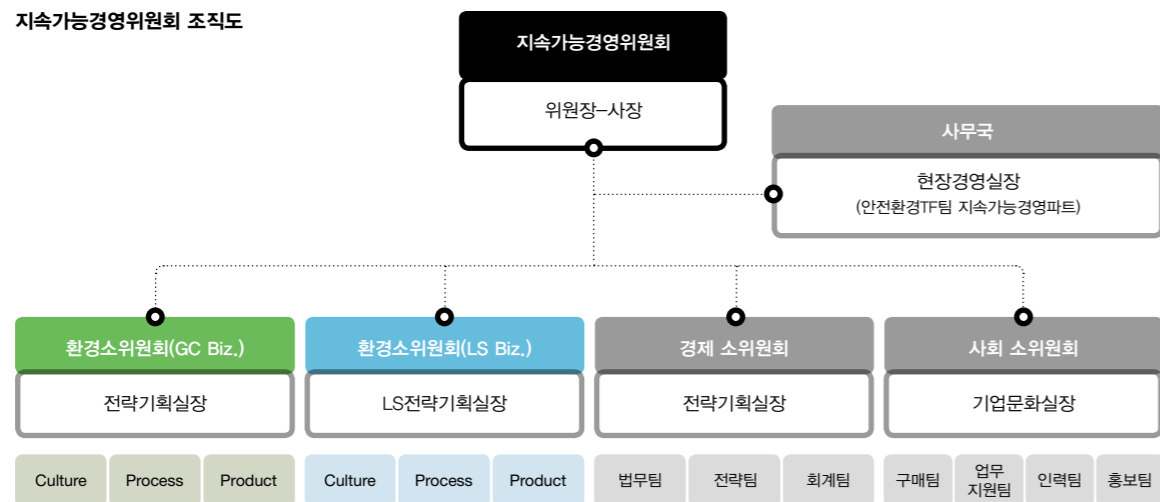 지속가능경영위원회 조직도
지속가능경영위원회
위원장–사장
사무국
현장경영실장
(안전환경TF팀 지속가능경영파트)
환경소위원회(GC Biz.)
전략기획실장
Culture
Process
Product
환경소위원회(LS Biz.)
LS전략기획실장
Culture
Process
Product
경제 소위원회
전략기획실장
법무팀
전략팀
회계팀
사회 소위원회
기업문화실장
구매팀
업무
지원팀
인력팀
홍보팀